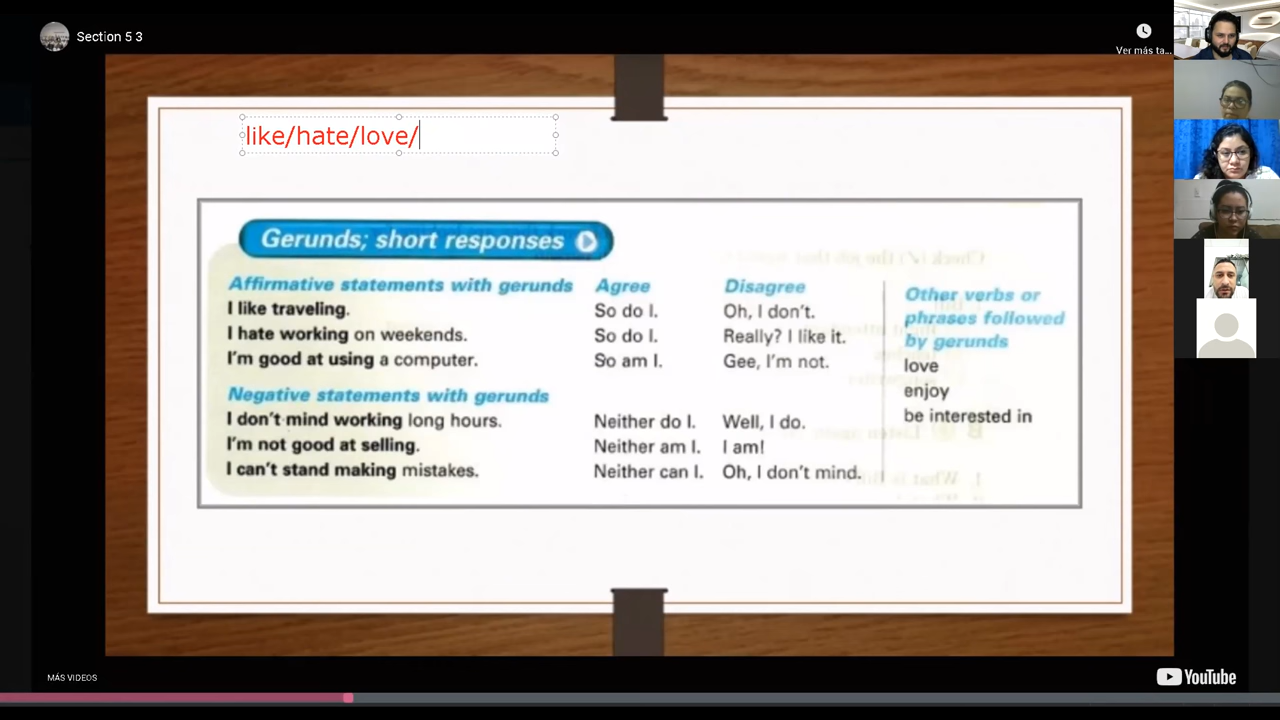 Section 5 3
Ver más ta...
like/hate/love/
Gerunds; short responses
Affirmative statements with gerunds Agree Disagree
I like traveling. So do I. Oh, I don't.
I hate working on weekends. So do I. Really? I like it.
I'm good at using a computer. So am I. Gee, I'm not.
Negative statements with gerunds
I don't mind working long hours. Neither do I. Well, I do.
I'm not good at selling. Neither am I. I am!
I can't stand making mistakes. Neither can I. Oh, I don't mind.
Other verbs or
phrases followed
by gerunds
love
enjoy
be interested in
MÁS VIDEOS
YouTube